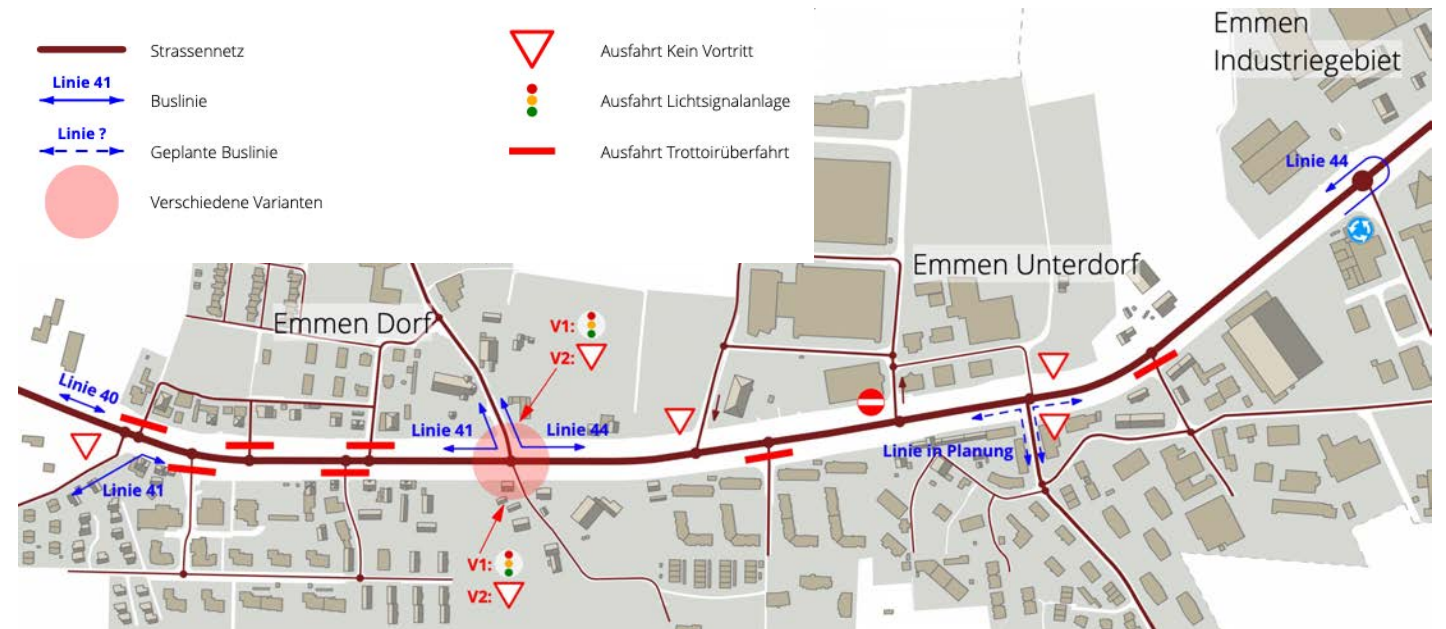 Strassennetz
Linie 41
Buslinie
Linie ?
Geplante Buslinie
Verschiedene Varianten
Ausfahrt Kein Vortritt
Ausfahrt Lichtsignalanlage
Ausfahrt Trottoirüberfahrt
Emmen
Industriegebiet
Linie 44
Emmen Unterdorf
Emmen Dorf
V1:
V2:
Linie 40
Linie 41
Linie 44
Linie in Planung
Linie 41
V1:
V2: